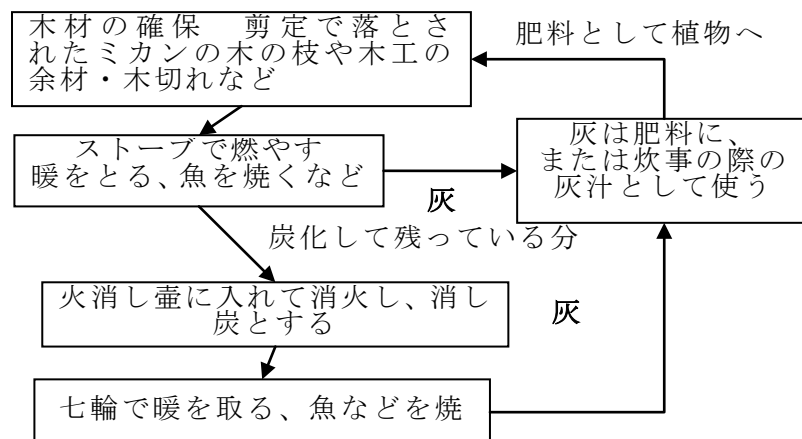 木材の確保　剪定で落とさ
れたミカンの木の枝や木工の
余材・木切れなど
肥料として植物へ
ストーブで燃やす
暖をとる、魚を焼くなど
灰は肥料に、
または炊事の際の
灰汁として使う
灰
炭化して残っている分
火消し壷に入れて消火し、消し
炭とする
灰
七輪で暖を取る、魚などを焼